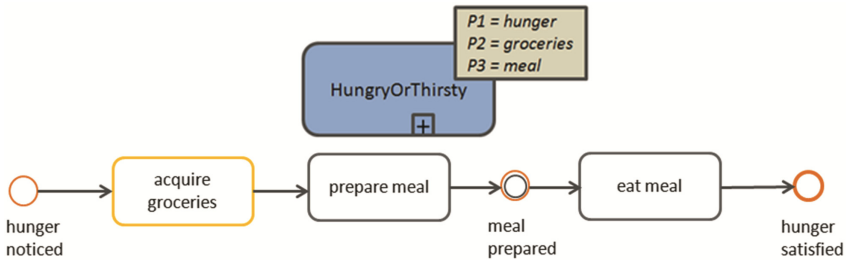 P1 = hunger
P2 = groceries
P3 = meal
HungryOrThirsty
+
acquire
groceries
prepare meal
eat meal
hunger
noticed
meal
prepared
hunger
satisfied